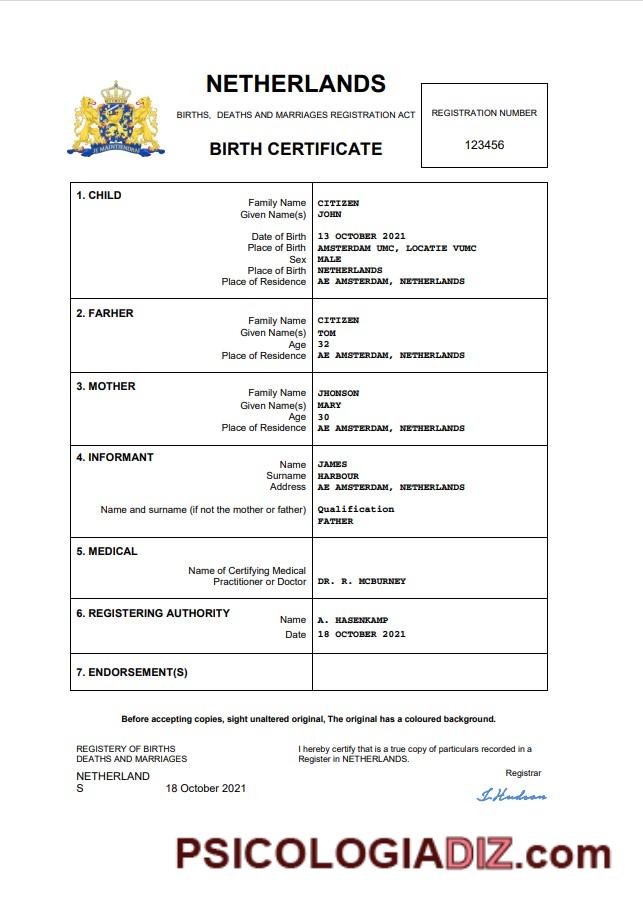 NETHERLANDS
BIRTHS, DEATHS AND MARRIAGES REGISTRATION ACT
BIRTH CERTIFICATE
REGISTRATION NUMBER
123456
JE MAINTIENDRAI
1. CHILD
Family Name CITIZEN
Given Name(s) JOHN
Date of Birth 13 OCTOBER 2021
Place of Birth AMSTERDAM UMC, LOCATIE VUMC
Sex MALE
Place of Birth NETHERLANDS
Place of Residence AE AMSTERDAM, NETHERLANDS
2. FARHER
Family Name CITIZEN
Given Name(s) TOM
Age 32
Place of Residence AE AMSTERDAM, NETHERLANDS
3. MOTHER
Family Name JHONSON
Given Name(s) MARY
Age 30
Place of Residence AE AMSTERDAM, NETHERLANDS
4. INFORMANT
Name JAMES
Surname HARBOUR
Address AE AMSTERDAM, NETHERLANDS
Name and surname (if not the mother or father) Qualification
FATHER
5. MEDICAL
Name of Certifying Medical
Practitioner or Doctor DR. R. MCBURNEY
6. REGISTERING AUTHORITY
Name A. HASENKAMP
Date 18 OCTOBER 2021
7. ENDORSEMENT(S)
Before accepting copies, sight unaltered original, The original has a coloured background.
REGISTERY OF BIRTHS
DEATHS AND MARRIAGES
NETHERLAND
S 18 October 2021
I hereby certify that is a true copy of particulars recorded in a
Register in NETHERLANDS.
Registrar
I. Hudson
PSICOLOGIADIZ.com